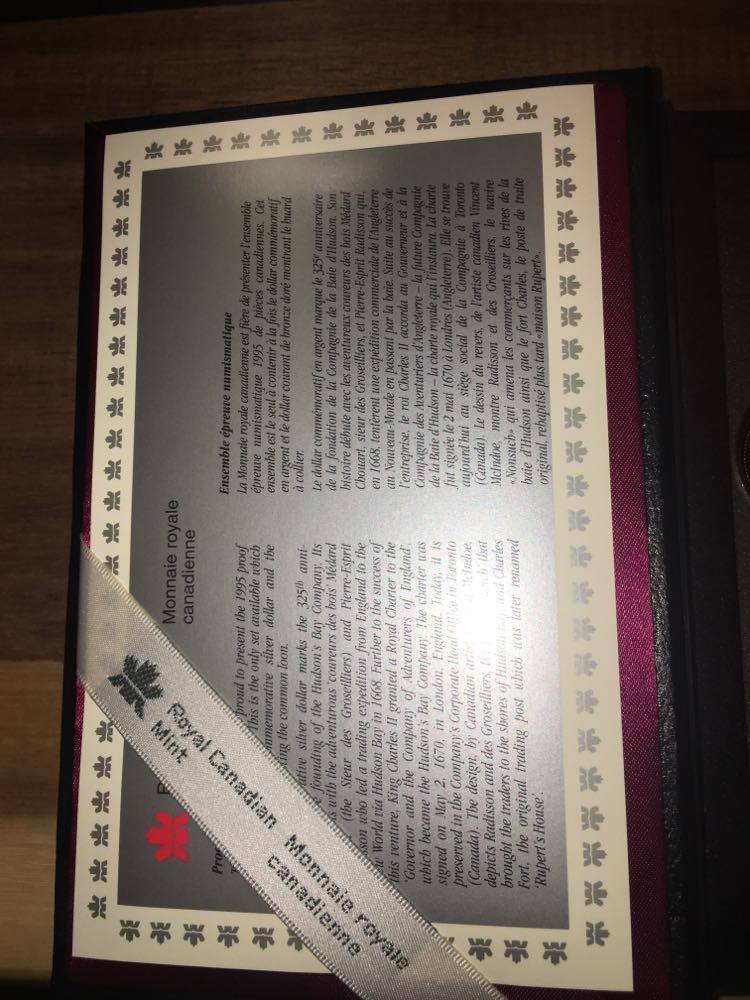 Monnaie royale
canadienne
proud to present the 1995 proof
This is the only set available which
commemorative silver dollar and the
the common loon.
silver dollar marks the 325th anni-
founding of the Hudson's Bay Company. Its
with the adventurous coureurs des bois Médard
(the Sieur des Groseilliers) and Pierre-Esprit
who led a trading expedition from England to the
World via Hudson Bay in 1668. Further to the success of
this venture, King Charles II granted a Royal Charter to the
'Governor and the Company of Adventurers of England',
which became the Hudson's Bay Company. The charter was
signed on May 2, 1670, in London, England. Today, it is
preserved in the Company's Corporate Head Office in Toronto
(Canada). The design, by Canadian
depicts Radisson and des Groseilliers, that
brought the traders to the shores of Hudson and Charles
Fort, the original trading post which was later renamed
'Rupert's House'.
Ensemble épreuve numismatique
La Monnaie royale canadienne est fière de présenter l'ensemble
épreuve numismatique 1995 de pièces canadiennes. Cet
ensemble est le seul à contenir à la fois le dollar commémoratif
en argent et le dollar courant de bronze doré montrant le huard
à collier.
Le dollar commémoratif en argent marque le 325e anniversaire
de la fondation de la Compagnie de la Baie d'Hudson. Son
histoire débute avec les aventureux coureurs des bois Médard
Chouart, sieur des Groseilliers, et Pierre-Esprit Radisson qui,
en 1668, tentèrent une expédition commerciale de l'Angleterre
au Nouveau-Monde en passant par la baie. Suite au succès de
l'entreprise, le roi Charles II accorda au Gouverneur et à la
Compagnie des Aventuriers d'Angleterre – la future Compagnie
de la Baie d'Hudson – la charte royale qui l'instaura. La charte
fut signée le 2 mai 1670 à Londres (Angleterre). Elle se trouve
aujourd'hui au siège social de la Compagnie à Toronto
(Canada). Le dessin du revers, de l'artiste canadien Vincent
McIndoe, montre Radisson et des Groseilliers, le navire
«Nonsuch» qui amena les commerçants sur les rives de la
baie d'Hudson ainsi que le fort Charles, le poste de traite
original, rebaptisé plus tard «maison Rupert».
Royal Canadian
Mint
Monnaie royale
canadienne